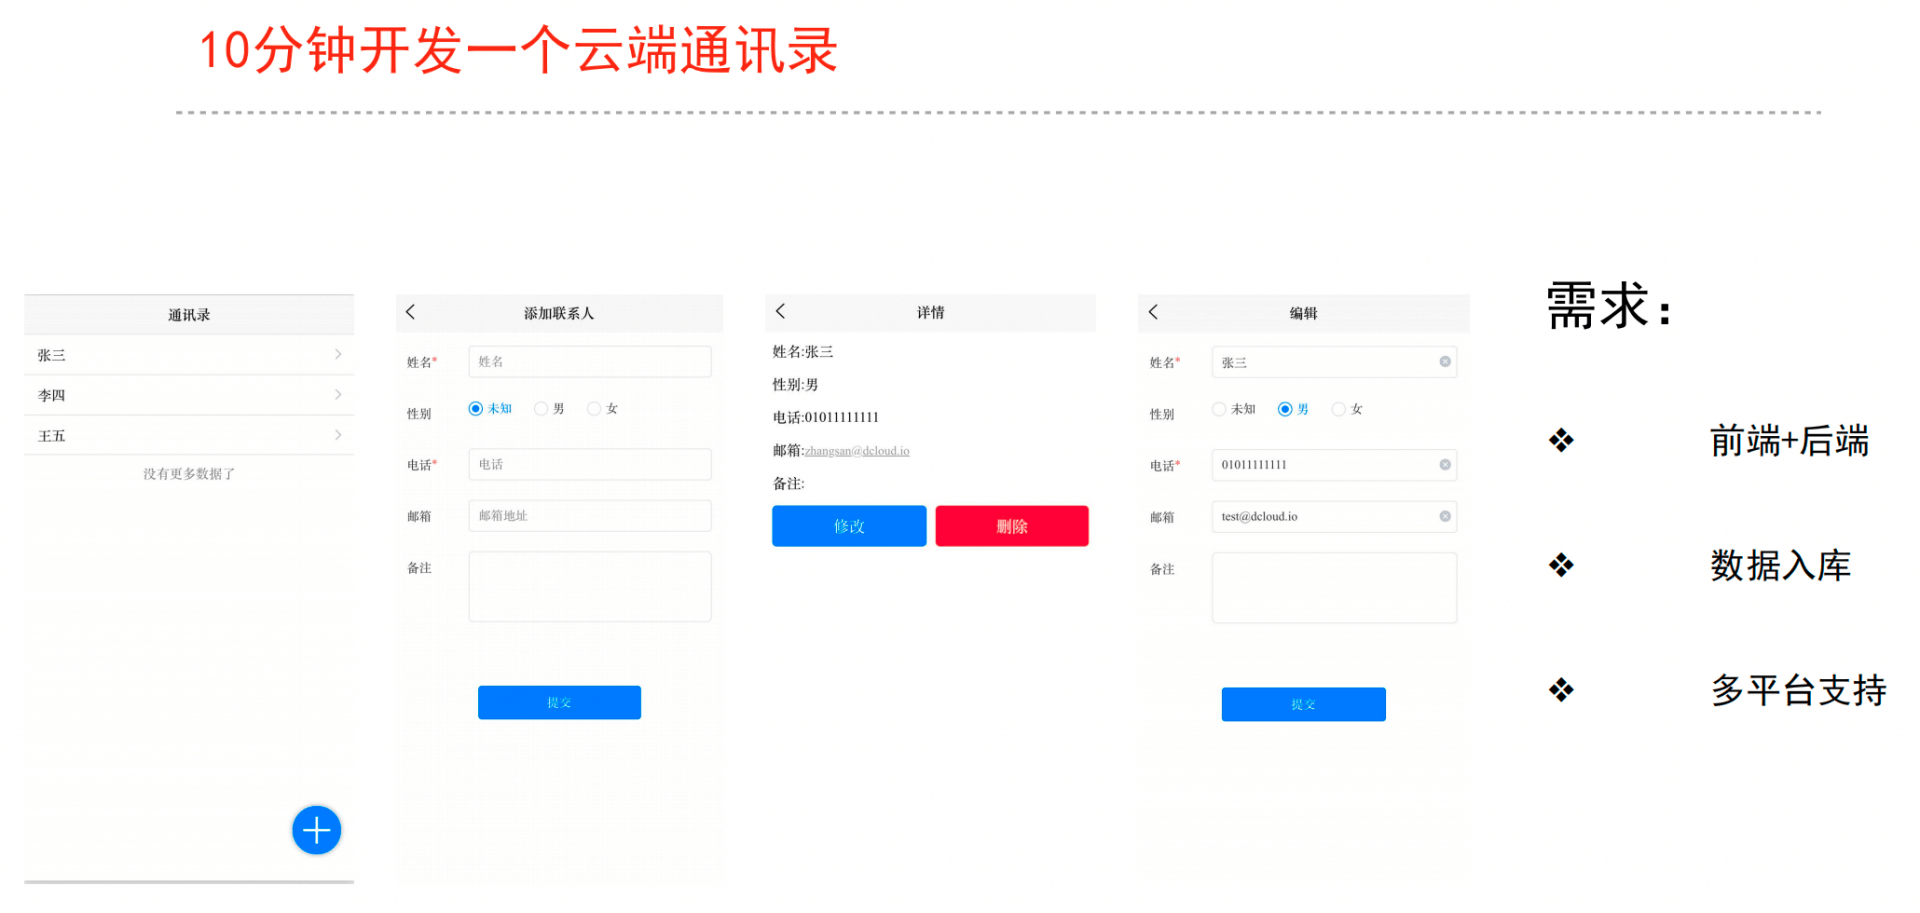 10分钟开发一个云端通讯录
通讯录
张三
李四
王五
没有更多数据了
添加联系人
姓名* 姓名
性别 未知 男 女
电话* 电话
邮箱 邮箱地址
备注
提交
详情
姓名:张三
性别:男
电话:01011111111
邮箱:zhangsan@dcloud.io
备注:
修改 删除
编辑
姓名* 张三
性别 未知 男 女
电话* 01011111111
邮箱 test@dcloud.io
备注
提交
需求:
❖ 前端+后端
❖ 数据入库
❖ 多平台支持